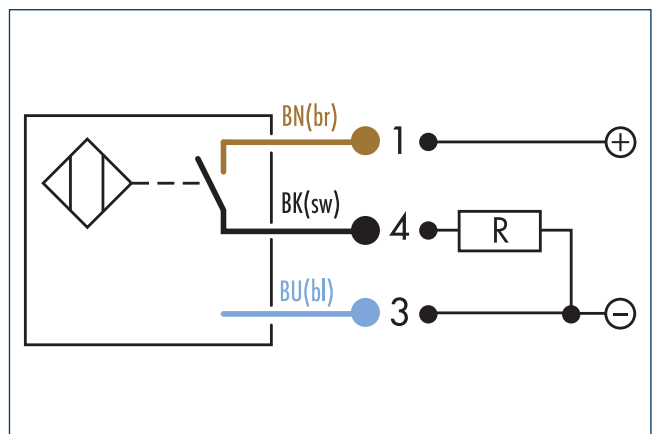 BN(br) 1 +
BK(sw) 4 R
BU(bl) 3 −